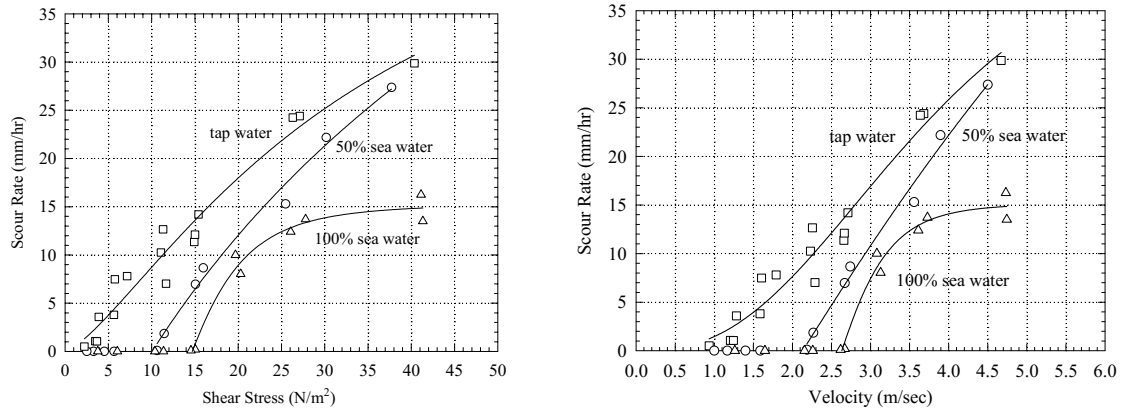 Scour Rate (mm/hr)
35
30
25
20
15
10
5
0
tap water
50% sea water
100% sea water
0 5 10 15 20 25 30 35 40 45 50
Shear Stress (N/m²)
Scour Rate (mm/hr)
35
30
25
20
15
10
5
0
tap water
50% sea water
100% sea water
0.0 1.0 1.5 2.0 2.5 3.0 3.5 4.0 4.5 5.0 6.0
Velocity (m/sec)